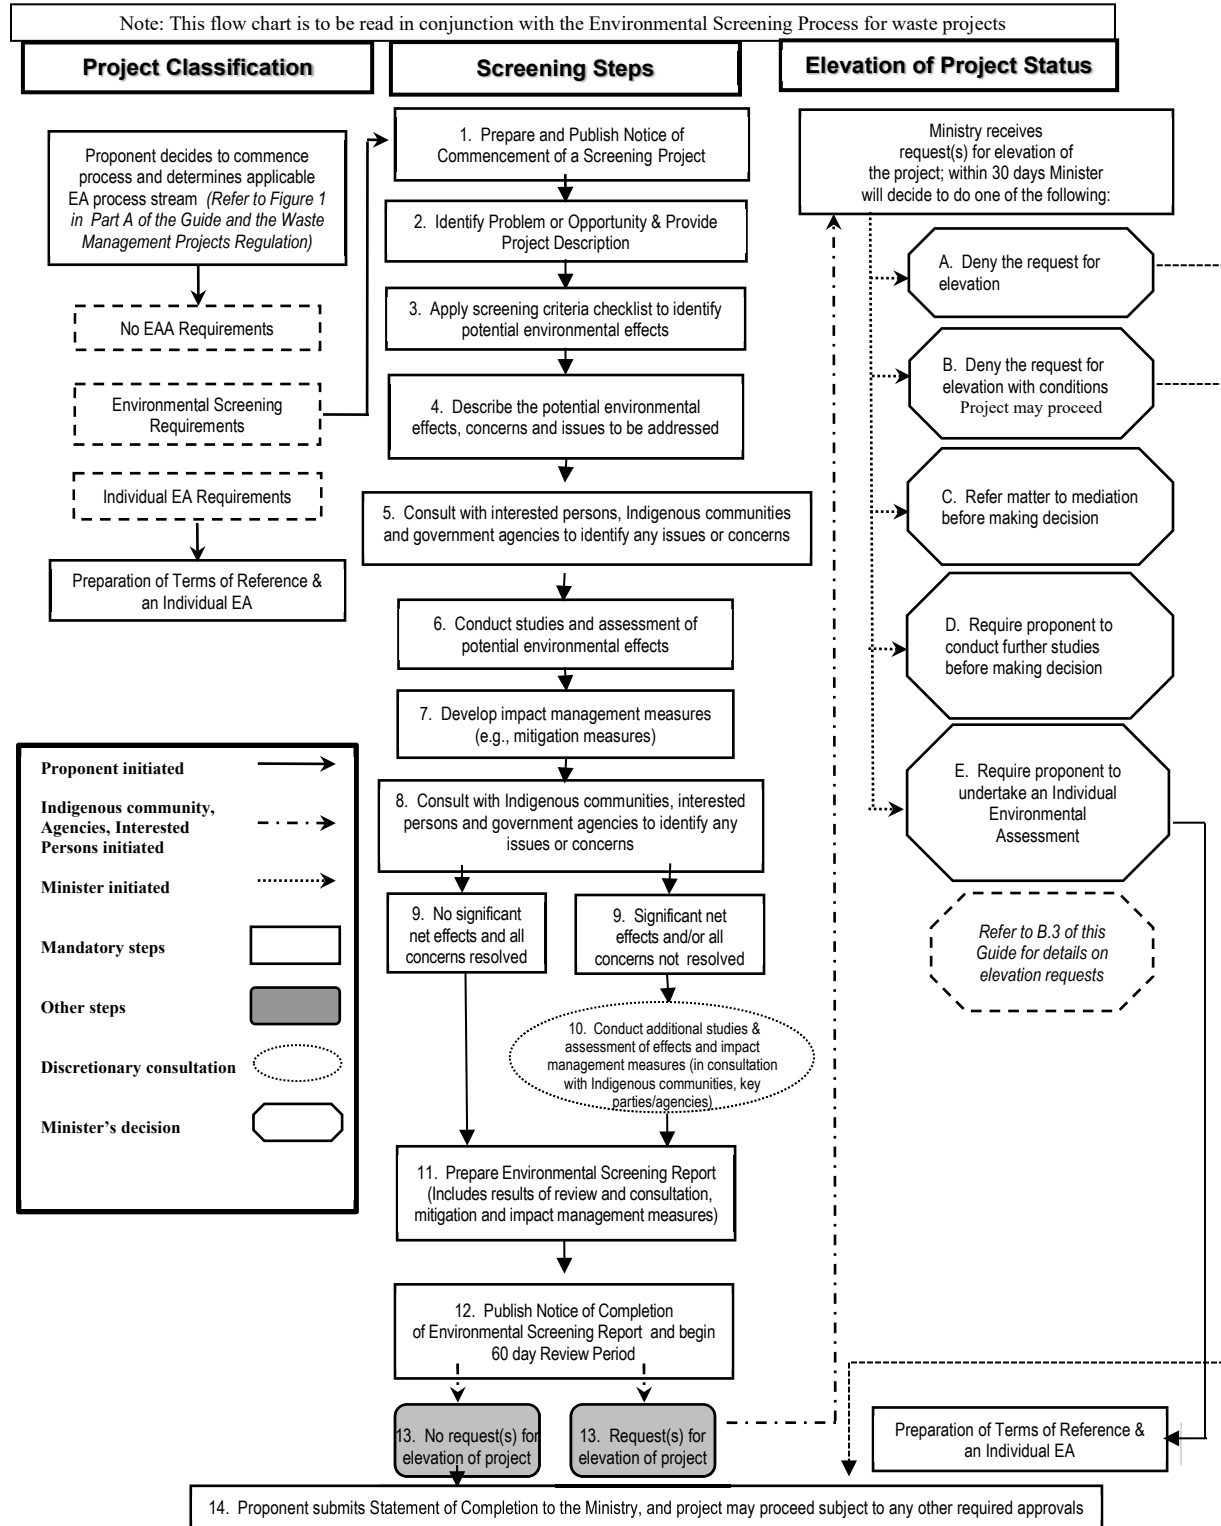 Note: This flow chart is to be read in conjunction with the Environmental Screening Process for waste projects
Project Classification
Proponent decides to commence
process and determines applicable
EA process stream (Refer to Figure 1
in Part A of the Guide and the Waste
Management Projects Regulation)
No EAA Requirements
Environmental Screening
Requirements
Individual EA Requirements
Preparation of Terms of Reference &
an Individual EA
Proponent initiated
Indigenous community,
Agencies, Interested
Persons initiated
Minister initiated
Mandatory steps
Other steps
Discretionary consultation
Minister's decision
Screening Steps
1. Prepare and Publish Notice of
Commencement of a Screening Project
2. Identify Problem or Opportunity & Provide
Project Description
3. Apply screening criteria checklist to identify
potential environmental effects
4. Describe the potential environmental
effects, concerns and issues to be addressed
5. Consult with interested persons, Indigenous communities
and government agencies to identify any issues or concerns
6. Conduct studies and assessment of
potential environmental effects
7. Develop impact management measures
(e.g., mitigation measures)
8. Consult with Indigenous communities, interested
persons and government agencies to identify any
issues or concerns
9. No significant
net effects and all
concerns resolved
9. Significant net
effects and/or all
concerns not resolved
10. Conduct additional studies &
assessment of effects and impact
management measures (in consultation
with Indigenous communities, key
parties/agencies)
11. Prepare Environmental Screening Report
(Includes results of review and consultation,
mitigation and impact management measures)
12. Publish Notice of Completion
of Environmental Screening Report and begin
60 day Review Period
13. No request(s) for
elevation of project
13. Request(s) for
elevation of project
14. Proponent submits Statement of Completion to the Ministry, and project may proceed subject to any other required approvals
Elevation of Project Status
Ministry receives
request(s) for elevation of
the project; within 30 days Minister
will decide to do one of the following:
A. Deny the request for
elevation
B. Deny the request for
elevation with conditions
Project may proceed
C. Refer matter to mediation
before making decision
D. Require proponent to
conduct further studies
before making decision
E. Require proponent to
undertake an Individual
Environmental
Assessment
Refer to B.3 of this
Guide for details on
elevation requests
Preparation of Terms of Reference &
an Individual EA